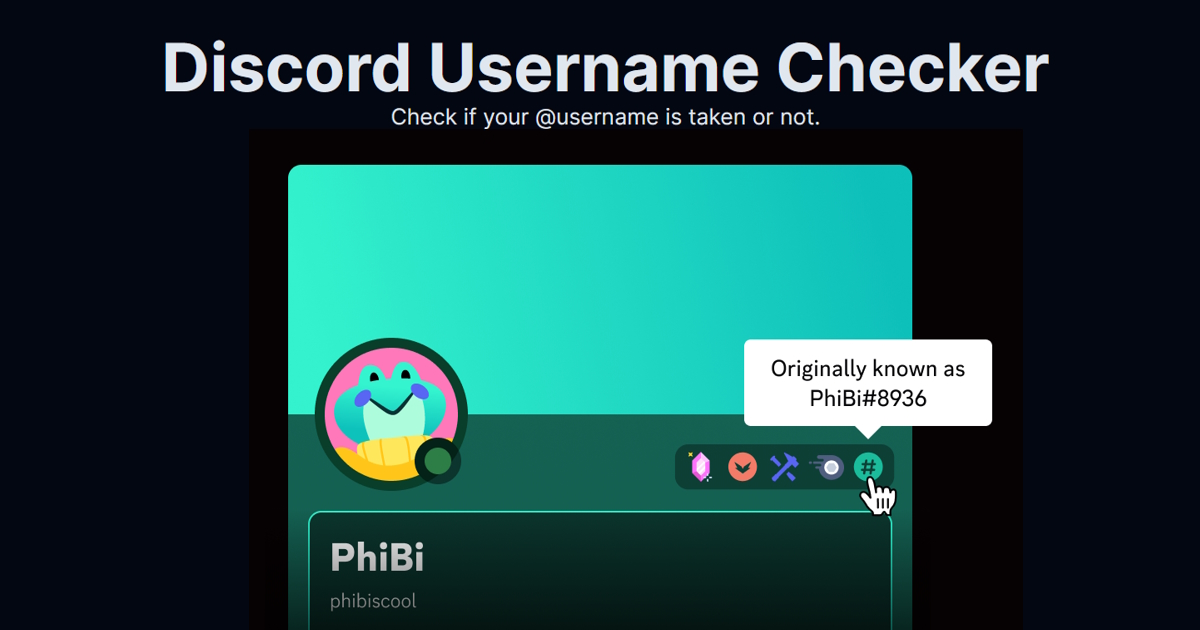 Discord Username Checker
Check if your @username is taken or not.
Originally known as
PhiBi#8936
#
PhiBi
phibiscool